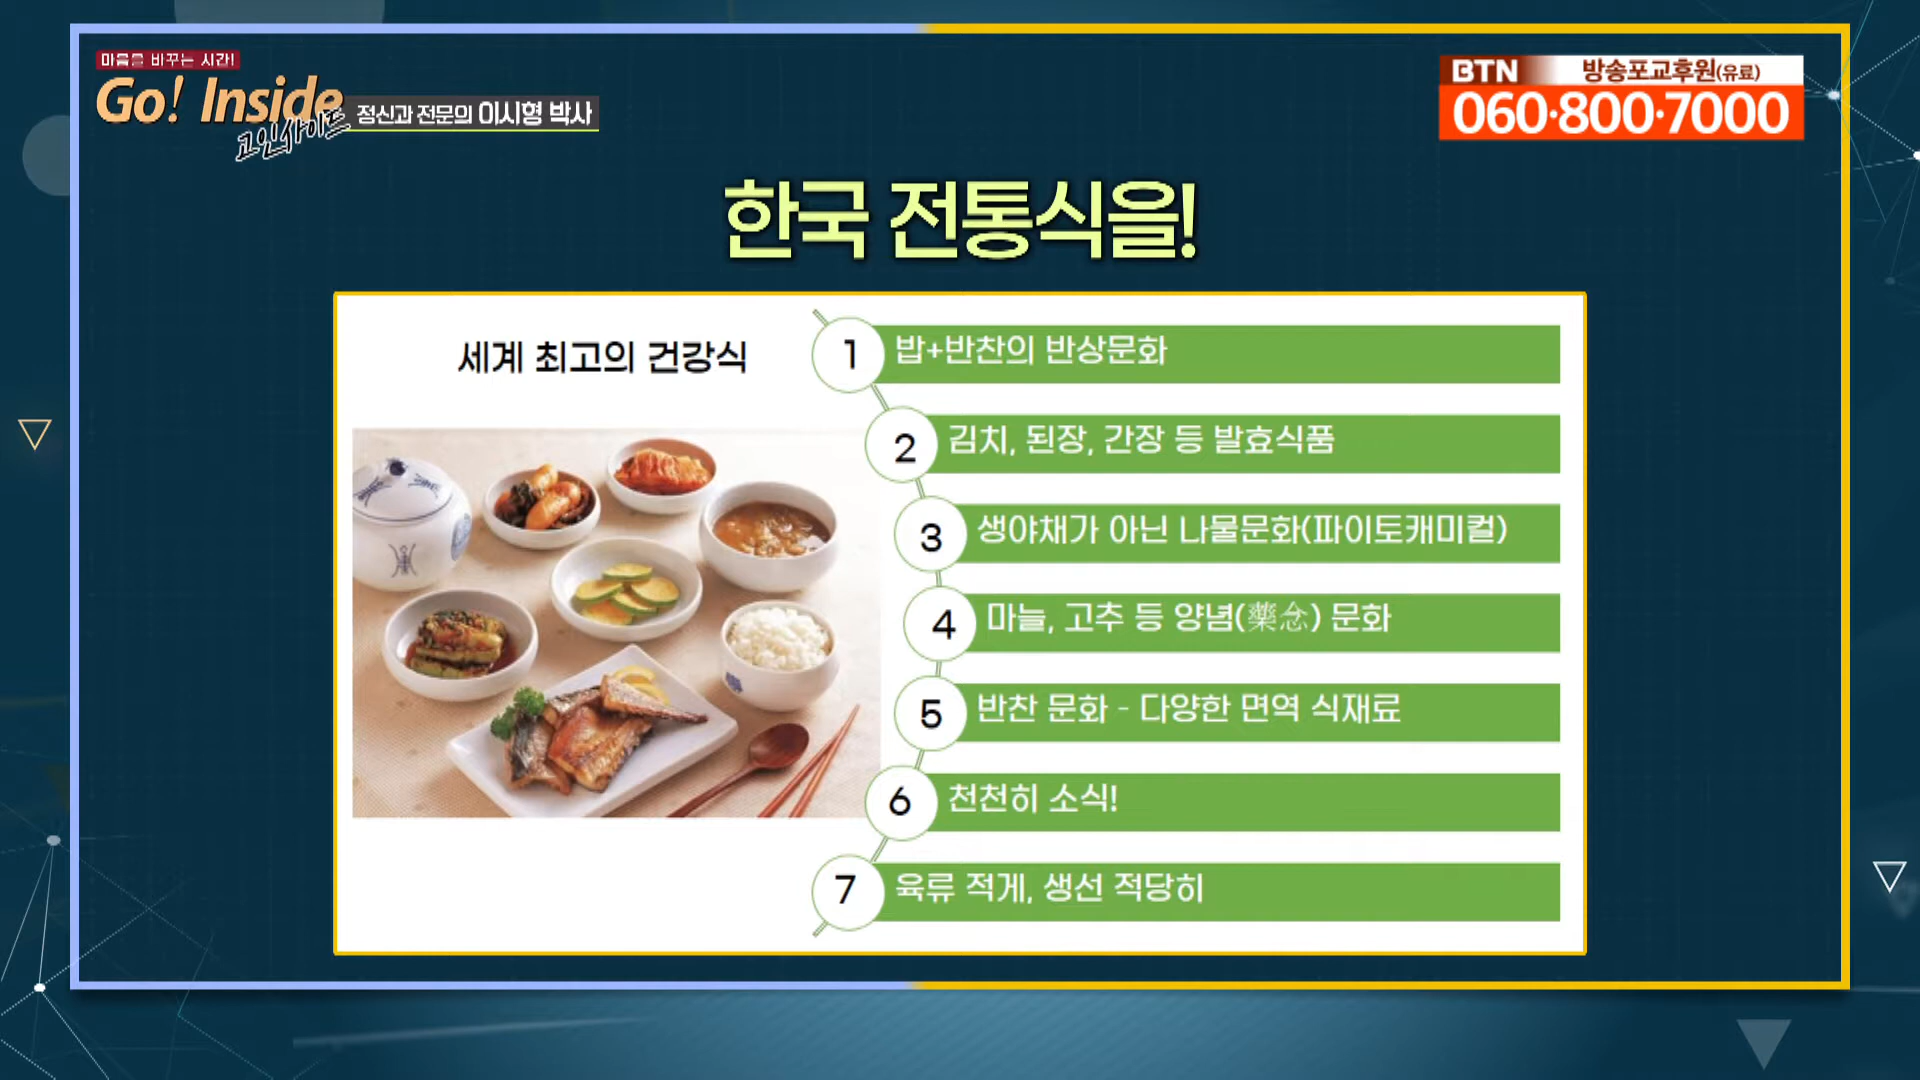 마음을 바꾸는 시간!
Go! Inside
고인사이드
정신과 전문의 이시형 박사
BTN 방송포교후원(유료)
060·800·7000
한국 전통식을!
세계 최고의 건강식
1 밥+반찬의 반상문화
2 김치, 된장, 간장 등 발효식품
3 생야채가 아닌 나물문화(파이토캐미컬)
4 마늘, 고추 등 양념(藥念) 문화
5 반찬 문화 - 다양한 면역 식재료
6 천천히 소식!
7 육류 적게, 생선 적당히